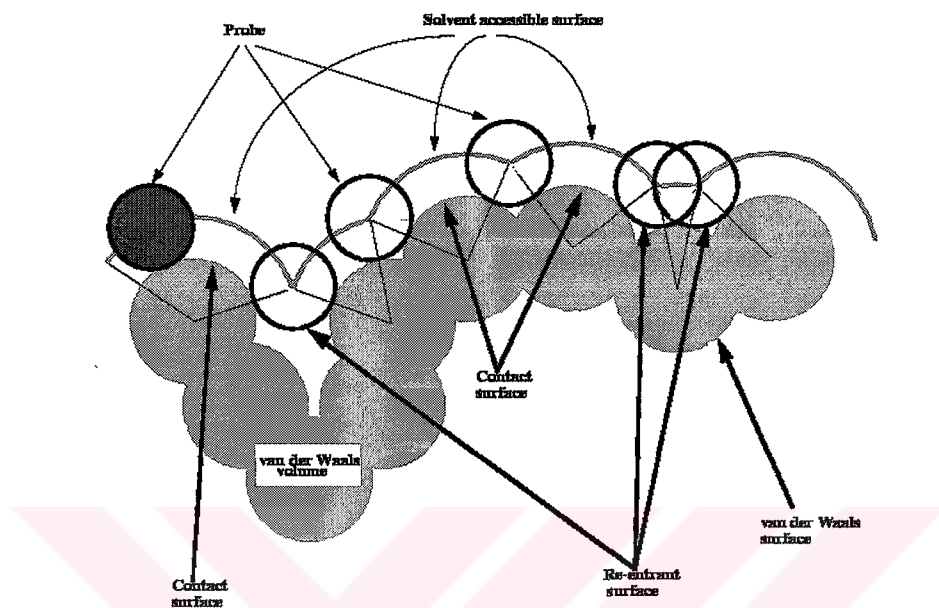 Solvent accessible surface
Probe
Contact
surface
van der Waals
volume
van der Waals
surface
Re-entrant
surface
Contact
surface